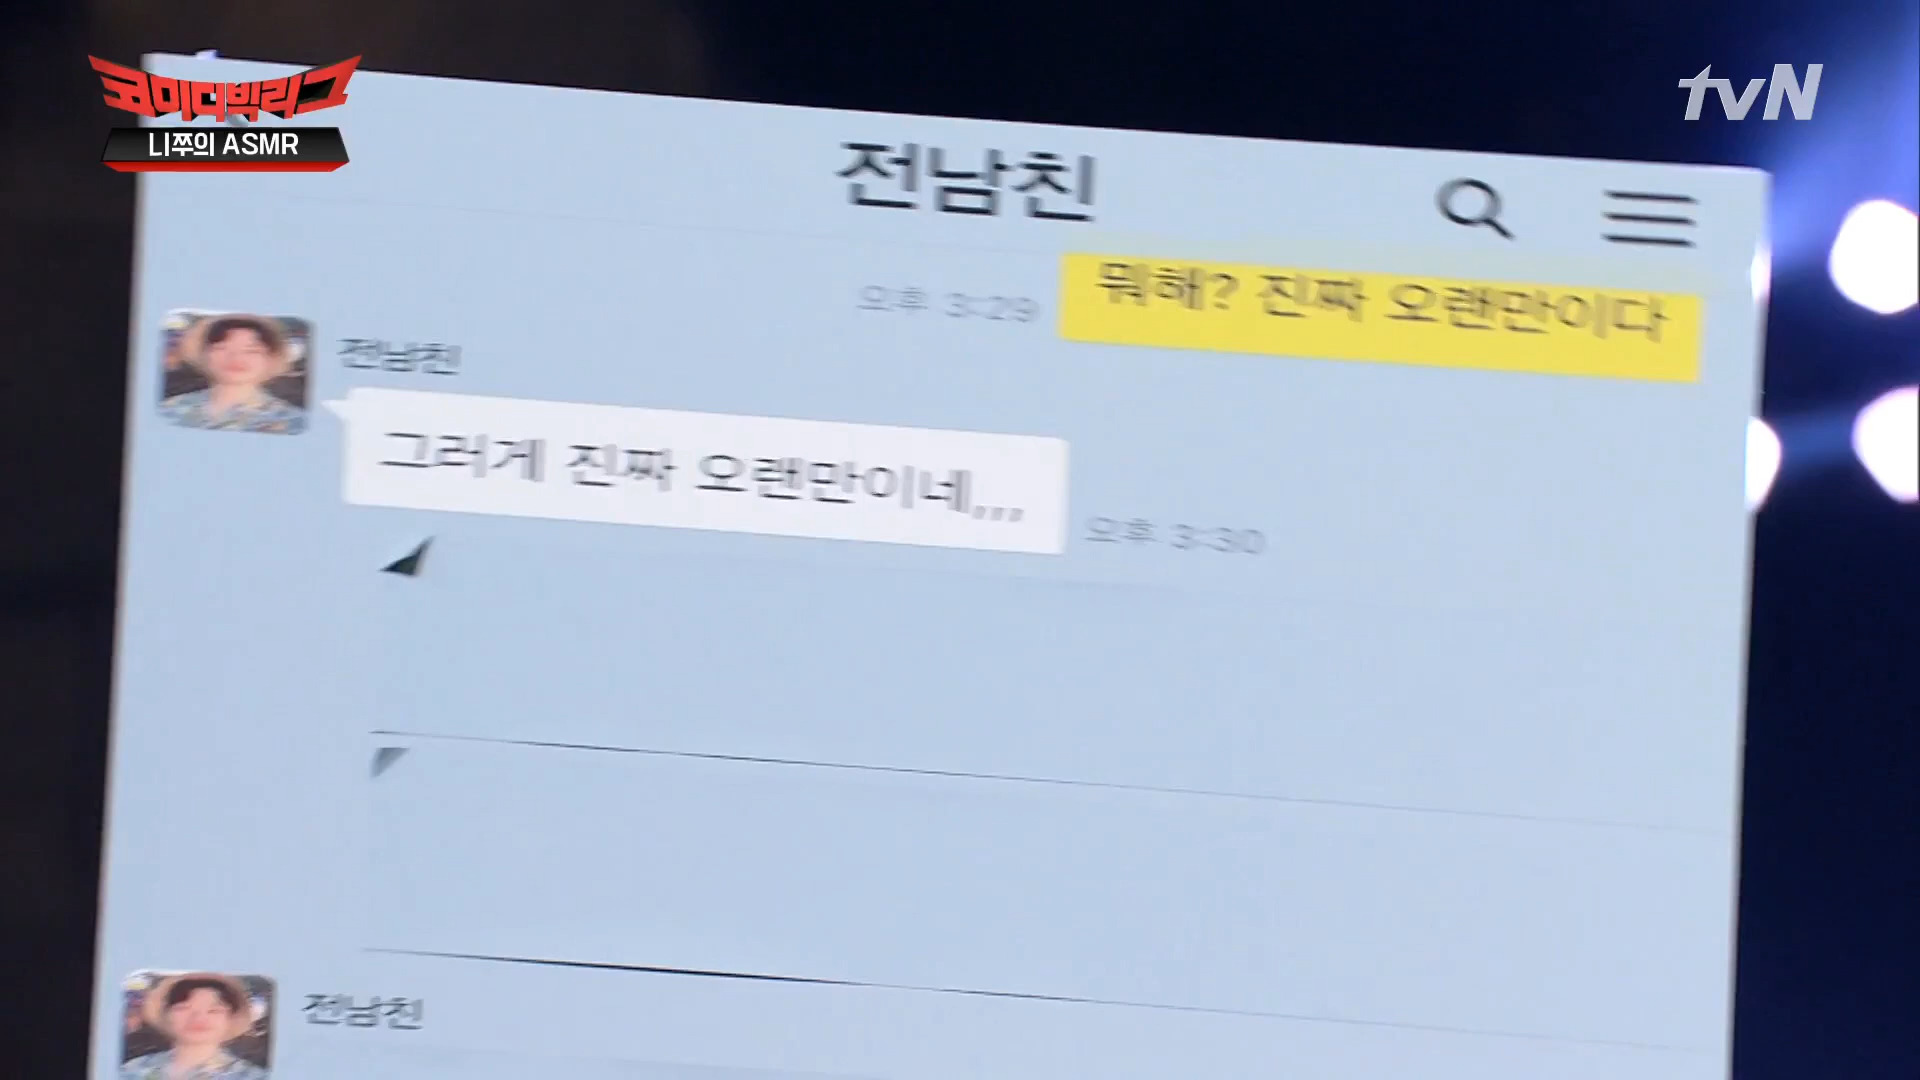 코미디빅리그
니쭈의 ASMR
tvN
전남친
뭐해? 진짜 오랜만이다
오후 3:29
전남친
그러게 진짜 오랜만이네,,,
오후 3:30
전남친